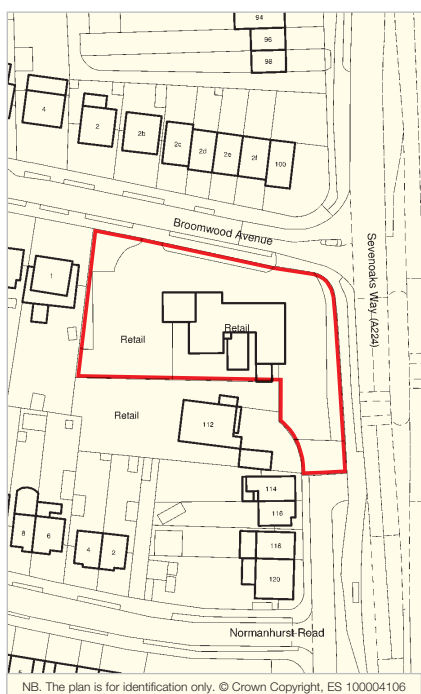 94
96
98
4
2
2b
2c
2d
2e
2f
100
Broomwood Avenue
Sevenoaks Way (A224)
1
Retail
Retail
Retail
112
114
116
118
120
8
6
4
2
Normanhurst Road
NB. The plan is for identification only. © Crown Copyright, ES 100004106